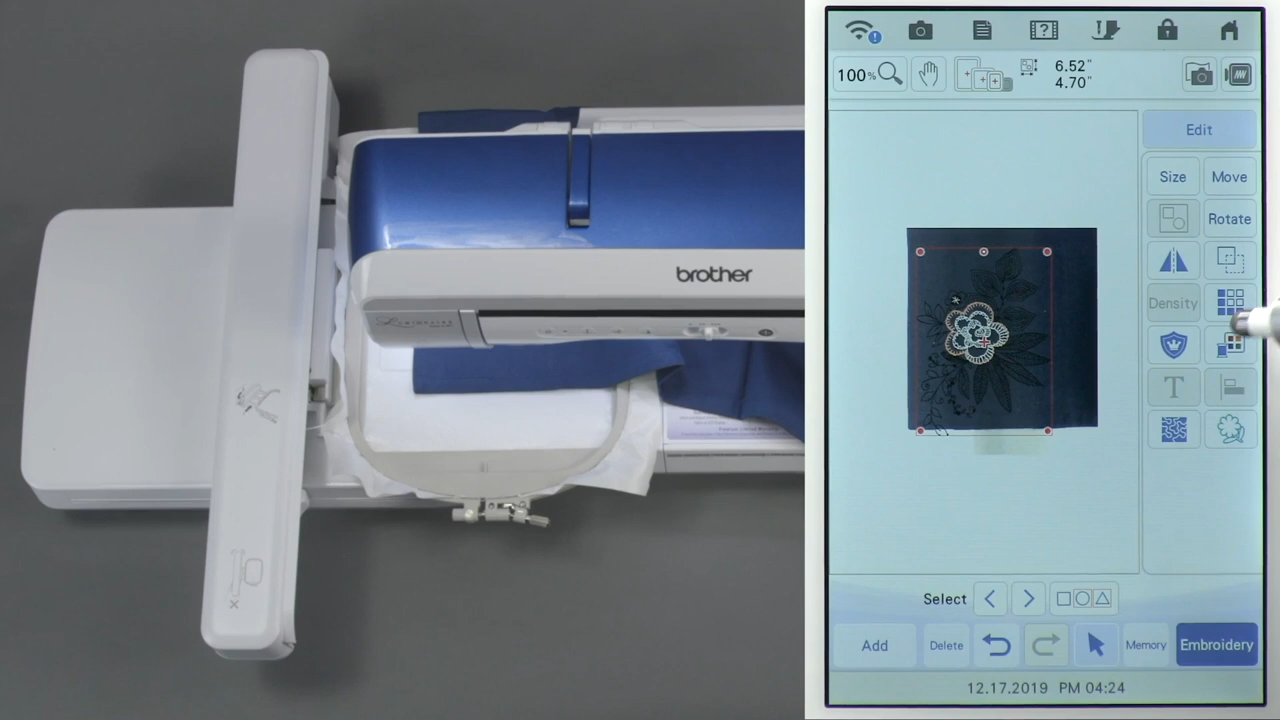 brother
LUMINAIRE
X
100%
6.52"
4.70"
Edit
Size
Move
Rotate
Density
T
Select
Add
Delete
Memory
Embroidery
12.17.2019 PM 04:24